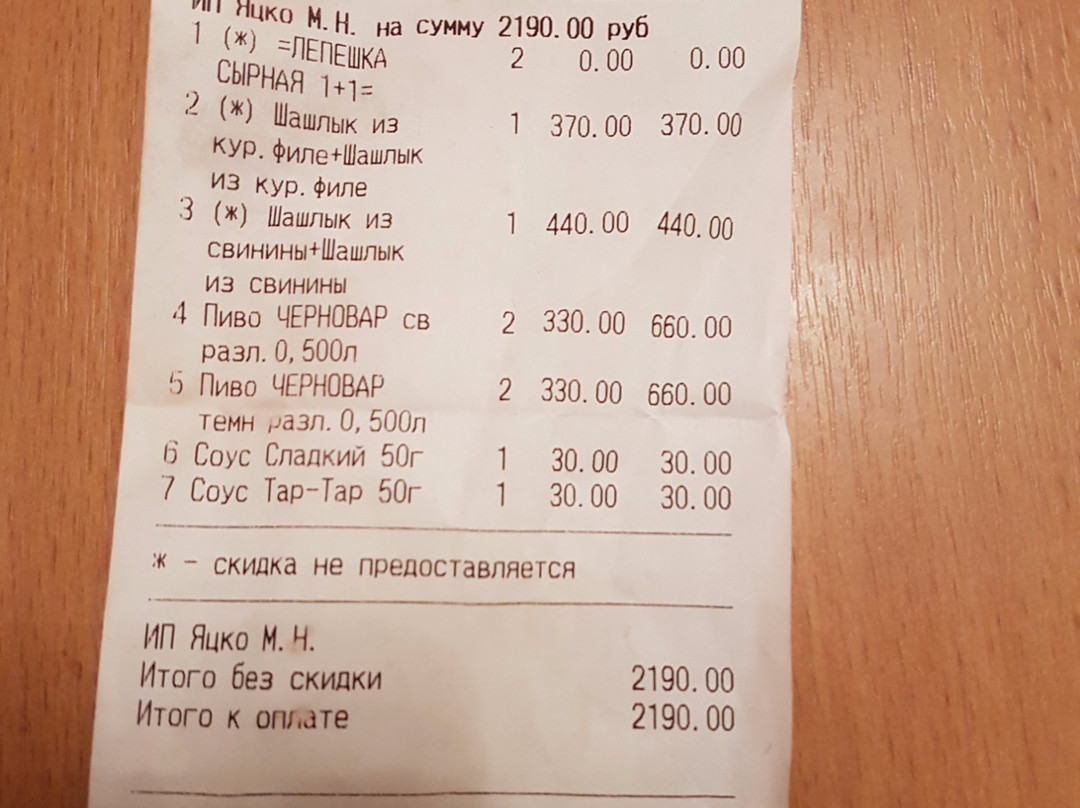 ИП Яцко М.Н. на сумму 2190.00 руб
1 (ж) =ЛЕПЕШКА 2 0.00 0.00
СЫРНАЯ 1+1=
2 (ж) Шашлык из 1 370.00 370.00
кур.филе+Шашлык
из кур.филе
3 (ж) Шашлык из 1 440.00 440.00
свинины+Шашлык
из свинины
4 Пиво ЧЕРНОВАР св 2 330.00 660.00
разл.0,500л
5 Пиво ЧЕРНОВАР 2 330.00 660.00
темн разл.0,500л
6 Соус Сладкий 50г 1 30.00 30.00
7 Соус Тар-Тар 50г 1 30.00 30.00
ж - скидка не предоставляется
ИП Яцко М.Н.
Итого без скидки 2190.00
Итого к оплате 2190.00